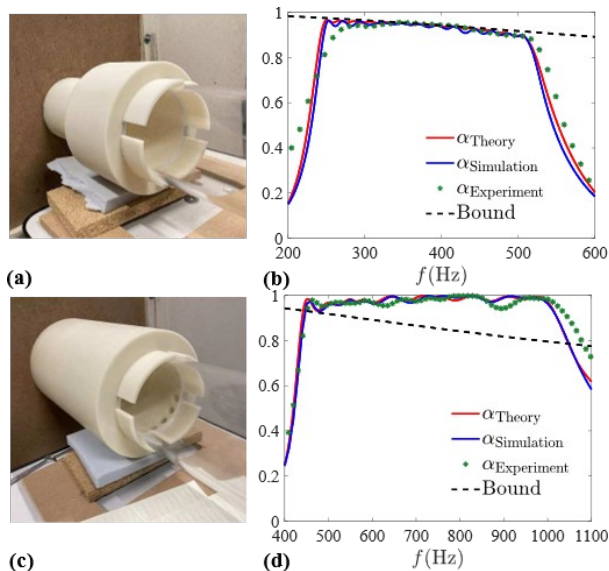 1
0.8
0.6
0.4
0.2
0
αTheory
αSimulation
αExperiment
Bound
200 300 400 500 600
f(Hz)
(a) (b)
1
0.8
0.6
0.4
0.2
0
αTheory
αSimulation
αExperiment
Bound
400 500 600 700 800 900 1000 1100
f(Hz)
(c) (d)